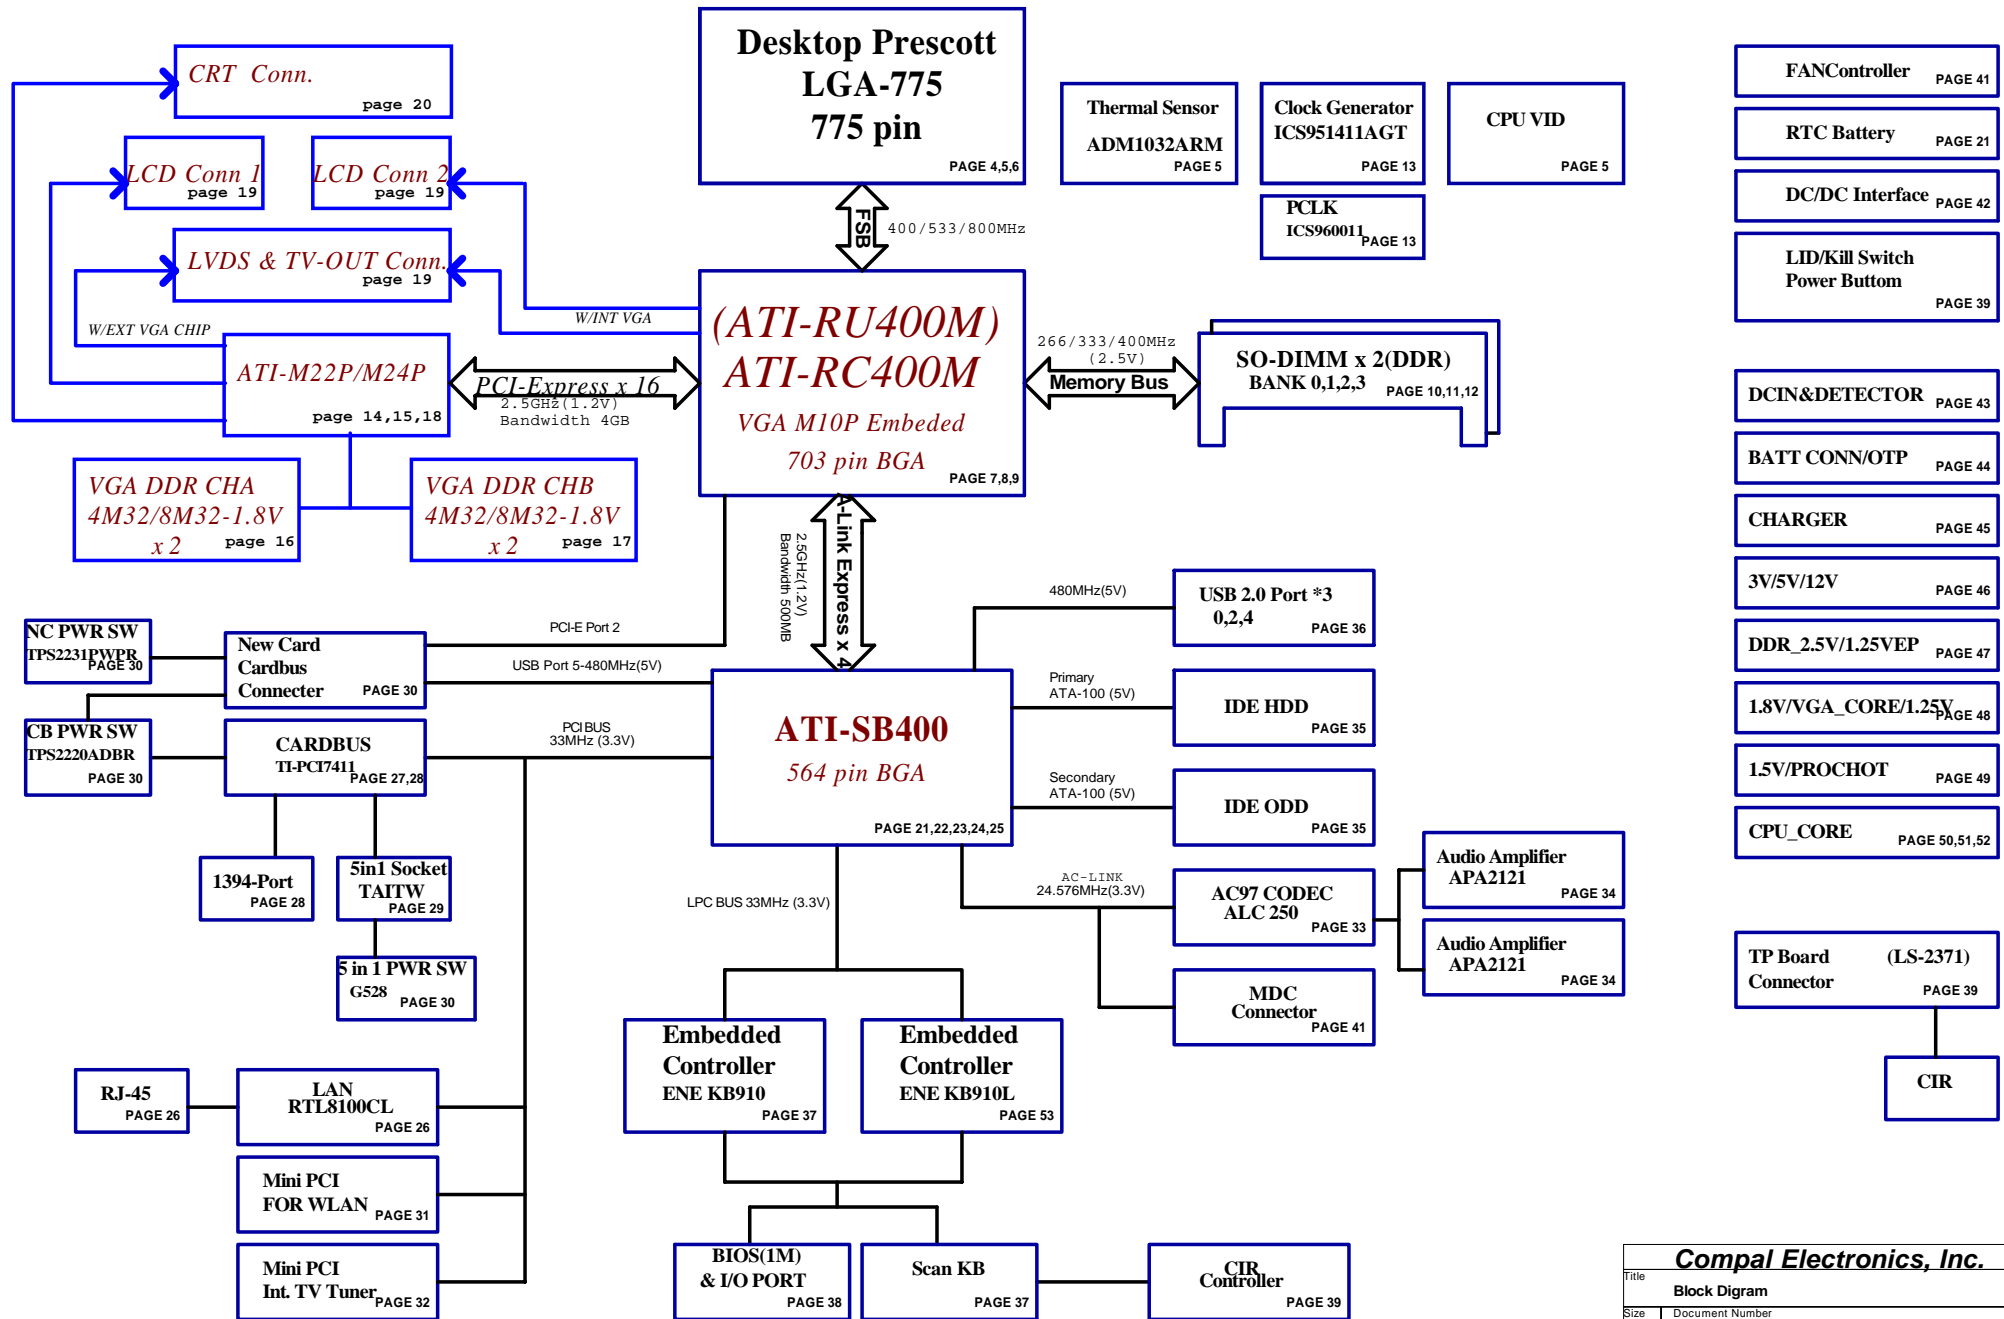 Desktop Prescott
LGA-775
775 pin
PAGE 4,5,6
CRT Conn.
page 20
LCD Conn 1
page 19
LCD Conn 2
page 19
LVDS & TV-OUT Conn.
page 19
Thermal Sensor
ADM1032ARM
PAGE 5
Clock Generator
ICS951411AGT
PAGE 13
CPU VID
PAGE 5
PCLK
ICS960011
PAGE 13
FSB
400/533/800MHz
W/EXT VGA CHIP
W/INT VGA
ATI-M22P/M24P
page 14,15,18
PCI-Express x 16
2.5GHz(1.2V)
Bandwidth 4GB
(ATI-RU400M)
ATI-RC400M
VGA M10P Embeded
703 pin BGA
PAGE 7,8,9
266/333/400MHz
(2.5V)
Memory Bus
SO-DIMM x 2(DDR)
BANK 0,1,2,3
PAGE 10,11,12
VGA DDR CHA
4M32/8M32-1.8V
x 2
page 16
VGA DDR CHB
4M32/8M32-1.8V
x 2
page 17
A-Link Express x 4
2.5GHz(1.2V)
Bandwidth 500MB
NC PWR SW
TPS2231PWPR
PAGE 30
New Card
Cardbus
Connecter
PAGE 30
PCI-E Port 2
USB Port 5-480MHz(5V)
CB PWR SW
TPS2220ADBR
PAGE 30
CARDBUS
TI-PCI7411
PAGE 27,28
PCI BUS
33MHz (3.3V)
ATI-SB400
564 pin BGA
PAGE 21,22,23,24,25
480MHz(5V)
USB 2.0 Port *3
0,2,4
PAGE 36
Primary
ATA-100 (5V)
IDE HDD
PAGE 35
Secondary
ATA-100 (5V)
IDE ODD
PAGE 35
1394-Port
PAGE 28
5in1 Socket
TAITW
PAGE 29
5 in 1 PWR SW
G528
PAGE 30
LPC BUS 33MHz (3.3V)
AC-LINK
24.576MHz(3.3V)
AC97 CODEC
ALC 250
PAGE 33
Audio Amplifier
APA2121
PAGE 34
Audio Amplifier
APA2121
PAGE 34
MDC
Connector
PAGE 41
Embedded
Controller
ENE KB910
PAGE 37
Embedded
Controller
ENE KB910L
PAGE 53
RJ-45
PAGE 26
LAN
RTL8100CL
PAGE 26
Mini PCI
FOR WLAN
PAGE 31
Mini PCI
Int. TV Tuner
PAGE 32
BIOS(1M)
& I/O PORT
PAGE 38
Scan KB
PAGE 37
CIR
Controller
PAGE 39
FANController
PAGE 41
RTC Battery
PAGE 21
DC/DC Interface
PAGE 42
LID/Kill Switch
Power Buttom
PAGE 39
DCIN&DETECTOR
PAGE 43
BATT CONN/OTP
PAGE 44
CHARGER
PAGE 45
3V/5V/12V
PAGE 46
DDR_2.5V/1.25VEP
PAGE 47
1.8V/VGA_CORE/1.25V
PAGE 48
1.5V/PROCHOT
PAGE 49
CPU_CORE
PAGE 50,51,52
TP Board (LS-2371)
Connector
PAGE 39
CIR
Compal Electronics, Inc.
Title
Block Digram
Size Document Number